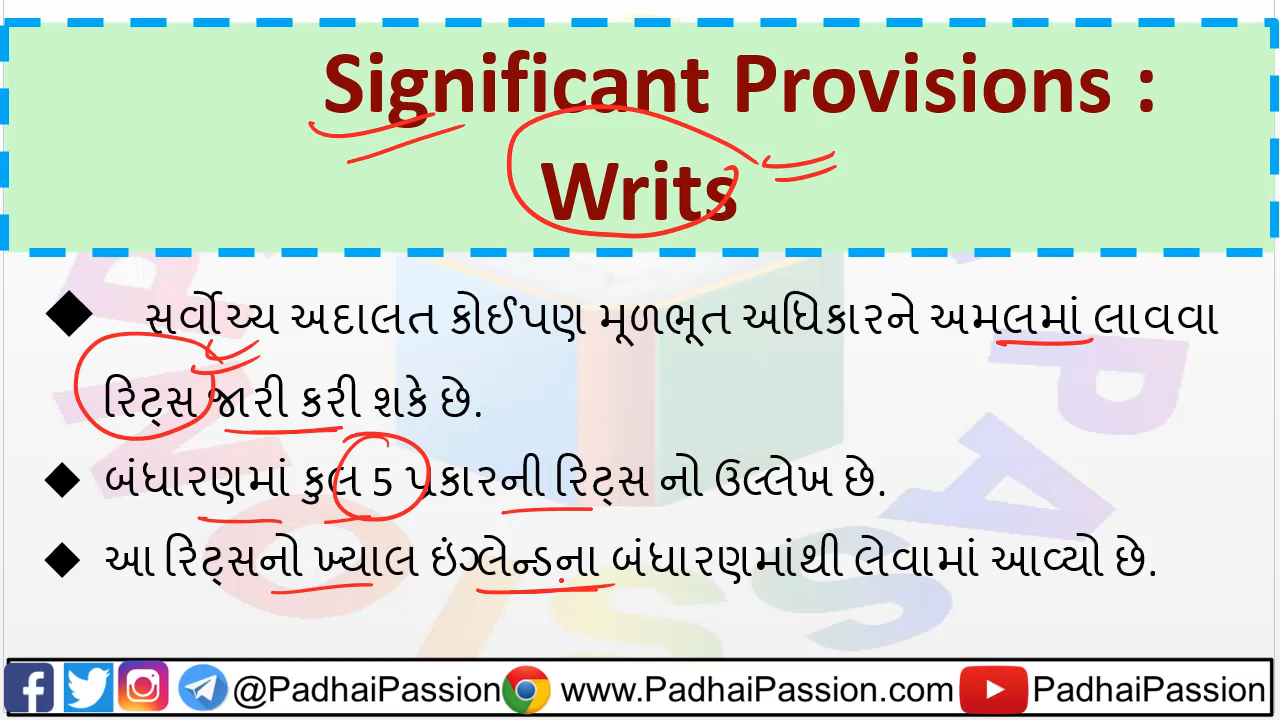 Significant Provisions :
Writs
સર્વોચ્ચ અદાલત કોઈપણ મૂળભૂત અધિકારને અમલમાં લાવવા
રિટ્સ જારી કરી શકે છે.
બંધારણમાં કુલ 5 પ્રકારની રિટ્સ નો ઉલ્લેખ છે.
આ રિટ્સનો ખ્યાલ ઇંગ્લેન્ડના બંધારણમાંથી લેવામાં આવ્યો છે.
@PadhaiPassion www.PadhaiPassion.com PadhaiPassion